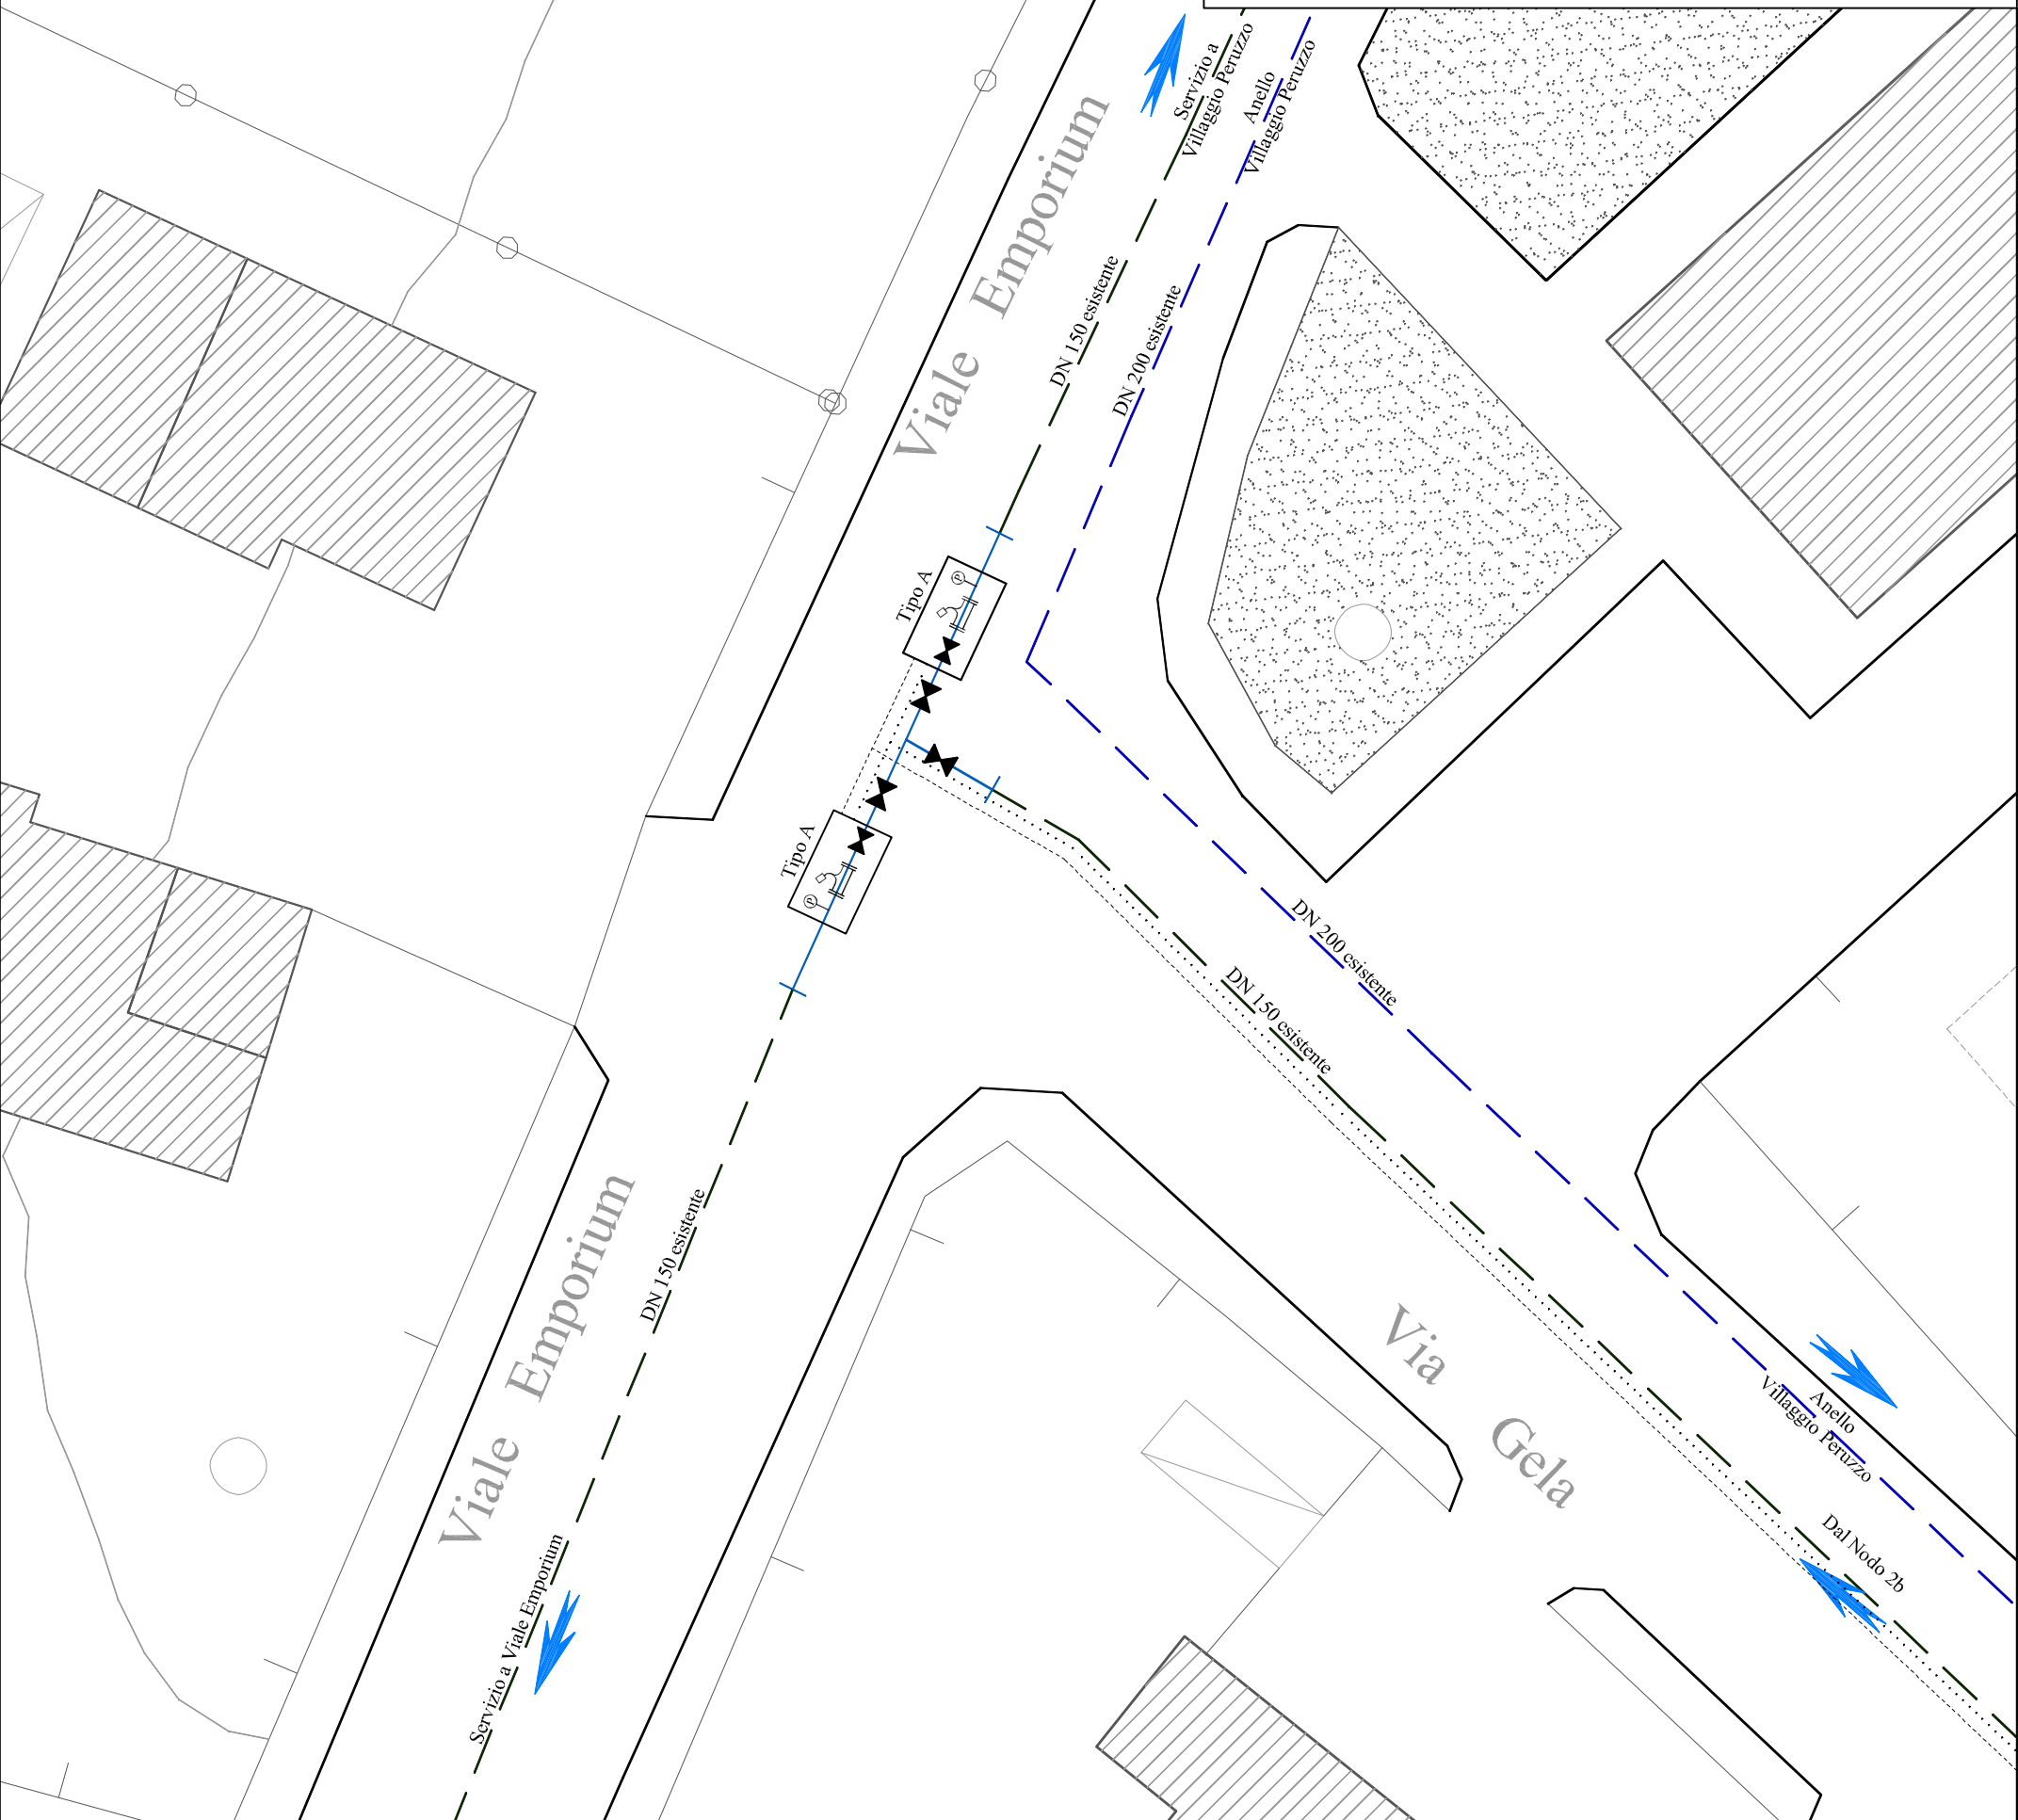 Servizio a
Villaggio Peruzzo
Anello
Villaggio Peruzzo
Viale Emporium
DN 150 esistente
DN 200 esistente
Tipo A
P
Tipo A
P
DN 200 esistente
DN 150 esistente
Viale Emporium
DN 150 esistente
Via Gela
Anello
Villaggio Peruzzo
Dal Nodo 2b
Servizio a Viale Emporium